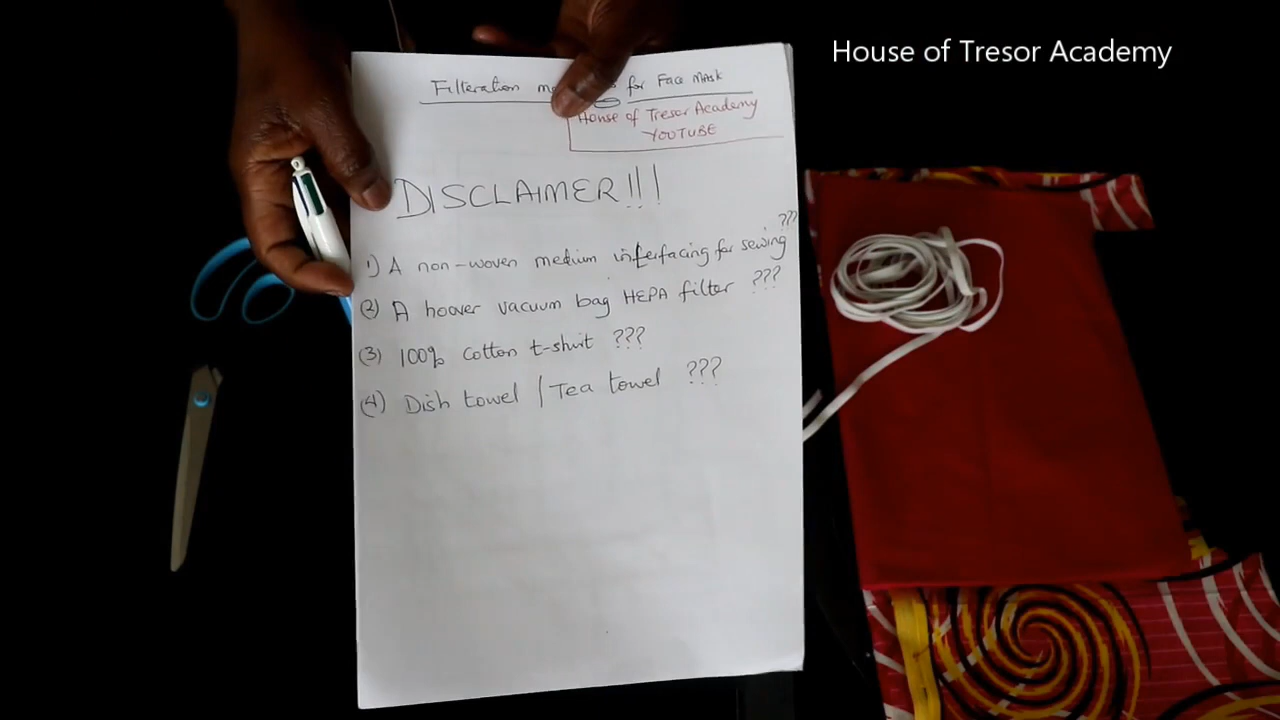 House of Tresor Academy
Filteration for Face Mask
House of Tresor Academy
YOUTUBE
DISCLAIMER!!!
1) A non-woven medium interfacing for sewing ???
(2) A hoover vacuum bag HEPA filter ???
(3) 100% cotton t-shirt ???
(4) Dish towel / Tea towel ???